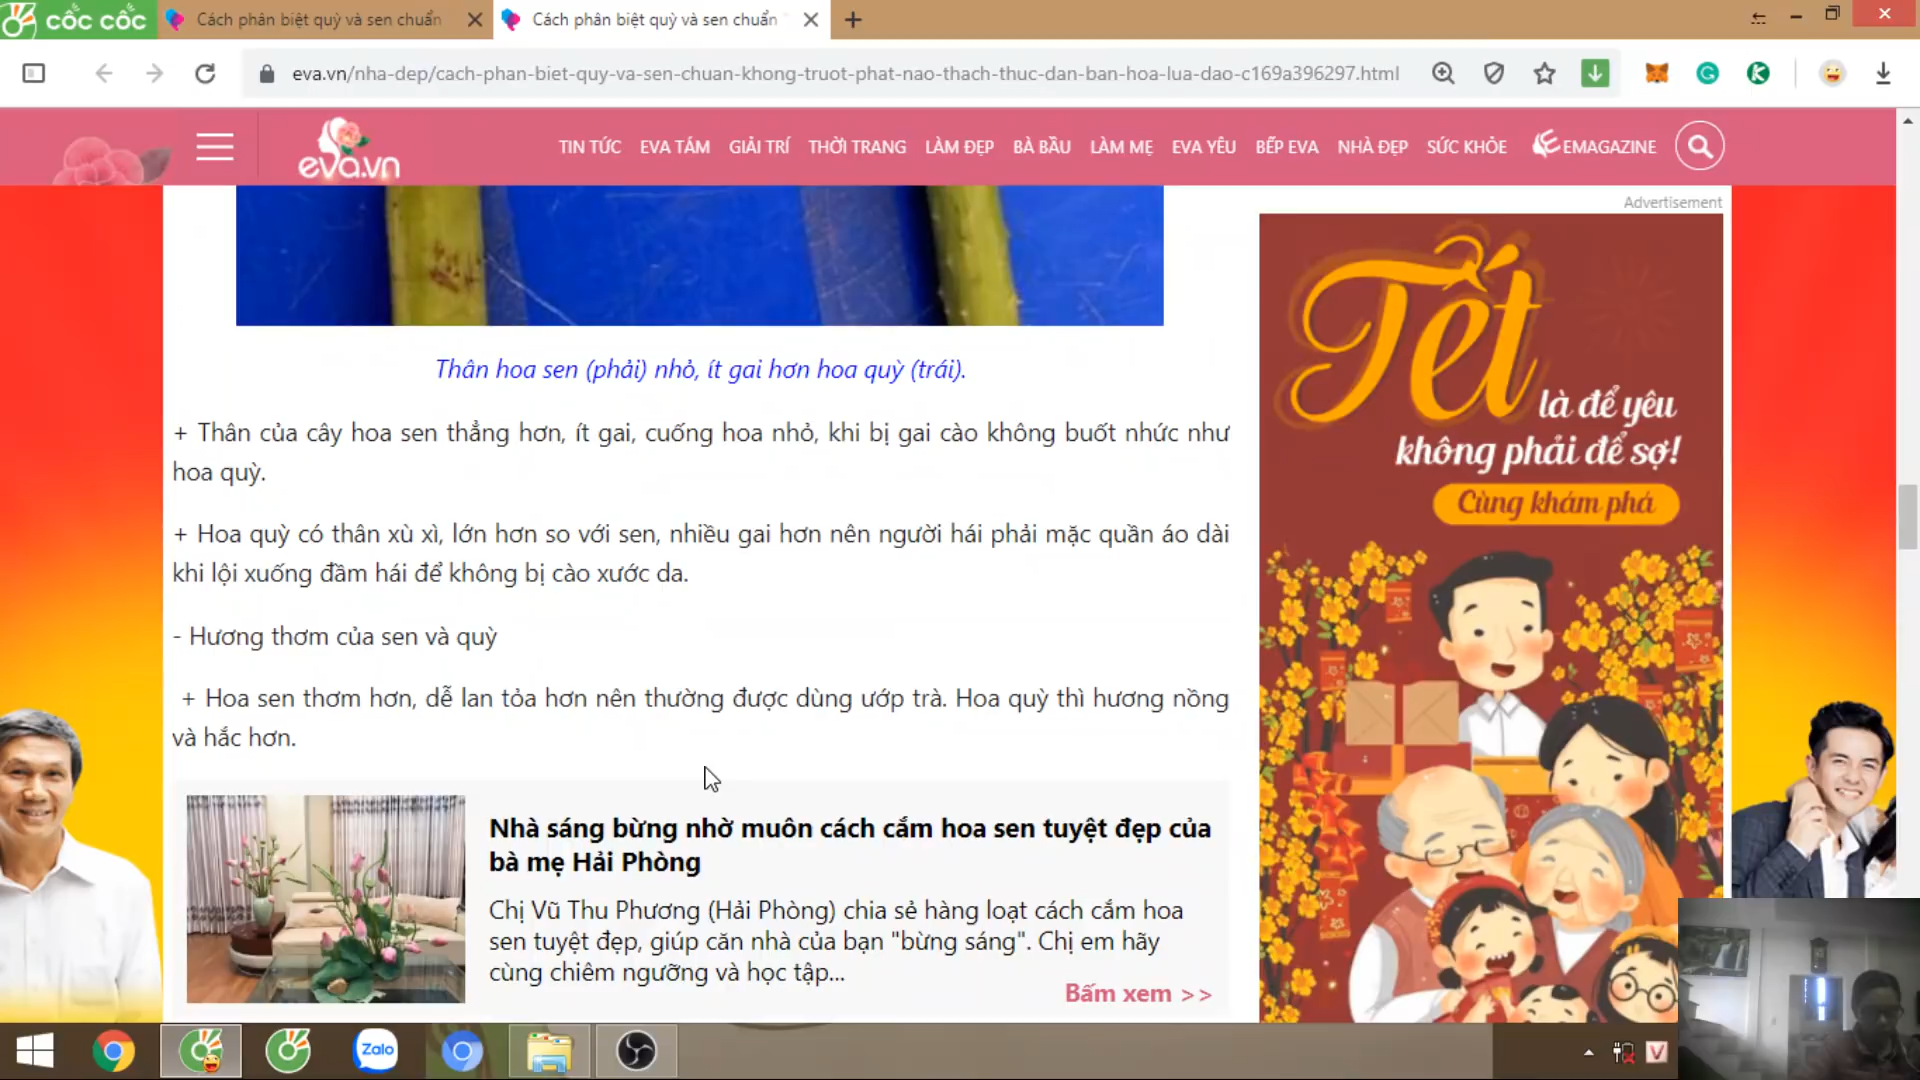 cốc cốc
Cách phân biệt quỳ và sen chuẩn
Cách phân biệt quỳ và sen chuẩn
eva.vn/nha-dep/cach-phan-biet-quy-va-sen-chuan-khong-truot-phat-nao-thach-thuc-dan-ban-hoa-lua-dao-c169a396297.html
eva.vn
TIN TỨC EVA TÁM GIẢI TRÍ THỜI TRANG LÀM ĐẸP BÀ BẦU LÀM MẸ EVA YÊU BẾP EVA NHÀ ĐẸP SỨC KHỎE EMAGAZINE
Advertisement
Tết
là để yêu
không phải để sợ!
Cùng khám phá
Thân hoa sen (phải) nhỏ, ít gai hơn hoa quỳ (trái).
+ Thân của cây hoa sen thẳng hơn, ít gai, cuống hoa nhỏ, khi bị gai cào không buốt nhức như
hoa quỳ.
+ Hoa quỳ có thân xù xì, lớn hơn so với sen, nhiều gai hơn nên người hái phải mặc quần áo dài
khi lội xuống đầm hái để không bị cào xước da.
- Hương thơm của sen và quỳ
+ Hoa sen thơm hơn, dễ lan tỏa hơn nên thường được dùng ướp trà. Hoa quỳ thì hương nồng
và hắc hơn.
Nhà sáng bừng nhờ muôn cách cắm hoa sen tuyệt đẹp của
bà mẹ Hải Phòng
Chị Vũ Thu Phương (Hải Phòng) chia sẻ hàng loạt cách cắm hoa
sen tuyệt đẹp, giúp căn nhà của bạn "bừng sáng". Chị em hãy
cùng chiêm ngưỡng và học tập...
Bấm xem >>
Zalo
V